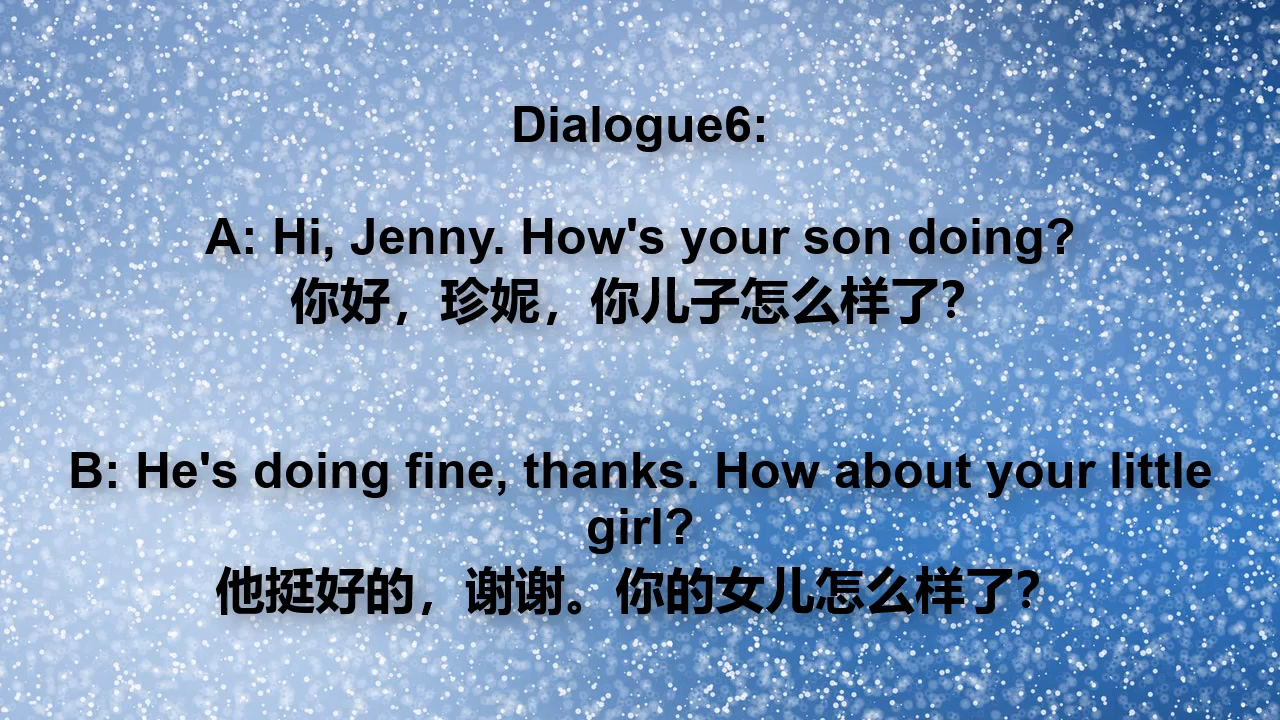 Dialogue6:
A: Hi, Jenny. How's your son doing?
你好，珍妮，你儿子怎么样了？
B: He's doing fine, thanks. How about your little
girl?
他挺好的，谢谢。你的女儿怎么样了？